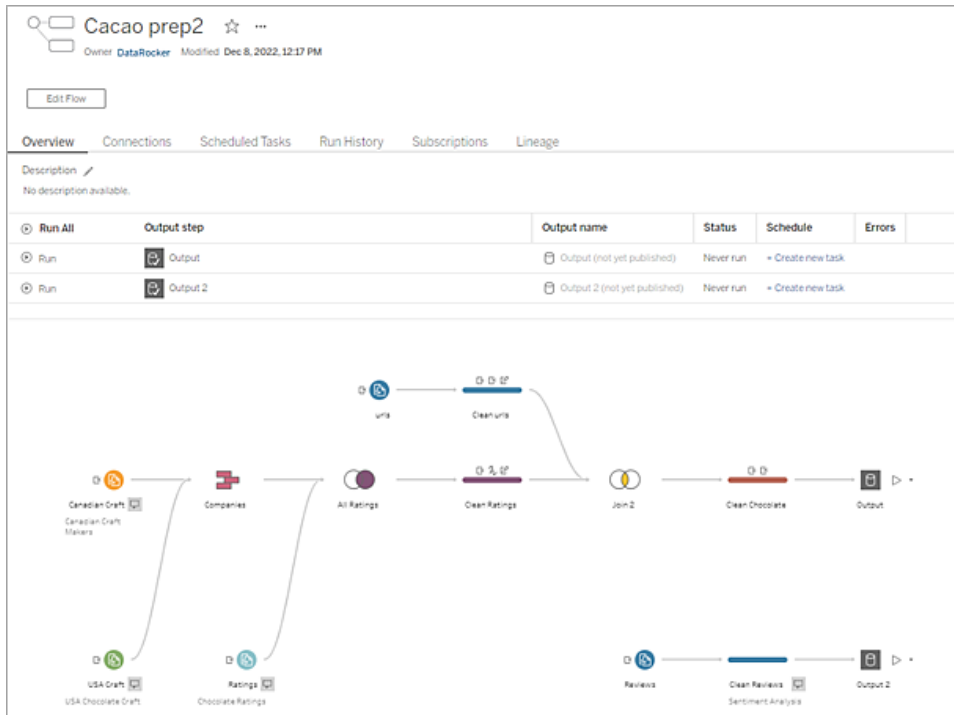 Cacao prep2
Owner DataRocker Modified Dec 8, 2022, 12:17 PM
Edit Flow
Overview Connections Scheduled Tasks Run History Subscriptions Lineage
Description
No description available.
Run All Output step Output name Status Schedule Errors
Run Output Output (not yet published) Never run + Create new task
Run Output 2 Output 2 (not yet published) Never run + Create new task
urls Clean urls
Canadian Craft Companies All Ratings Clean Ratings Join 2 Clean Chocolate Output
Canadian Craft
Makers
USA Craft Ratings Reviews Clean Reviews Output 2
USA Chocolate Craft Chocolate Ratings Sentiment Analysis